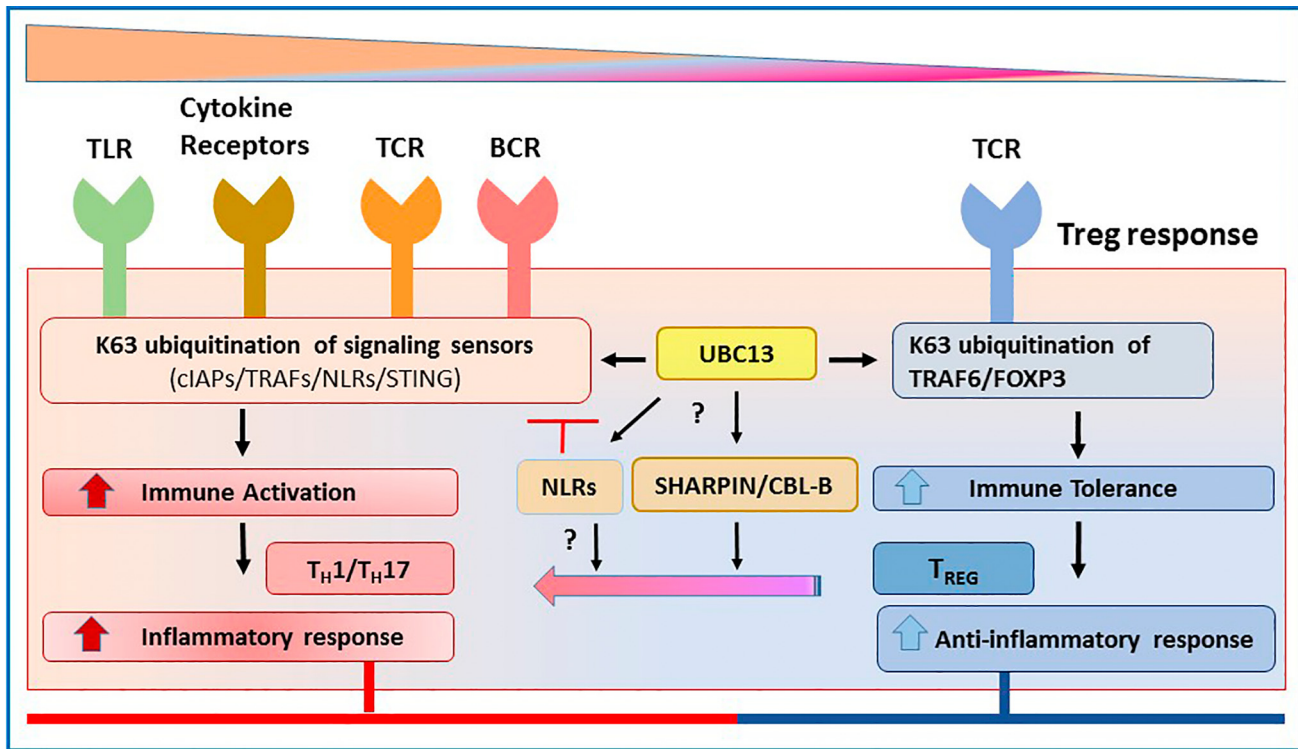 TLR
Cytokine
Receptors
TCR
BCR
TCR
Treg response
K63 ubiquitination of signaling sensors
(cIAPs/TRAFs/NLRs/STING)
UBC13
K63 ubiquitination of
TRAF6/FOXP3
?
Immune Activation
NLRs
SHARPIN/CBL-B
Immune Tolerance
?
TH1/TH17
TREG
Inflammatory response
Anti-inflammatory response